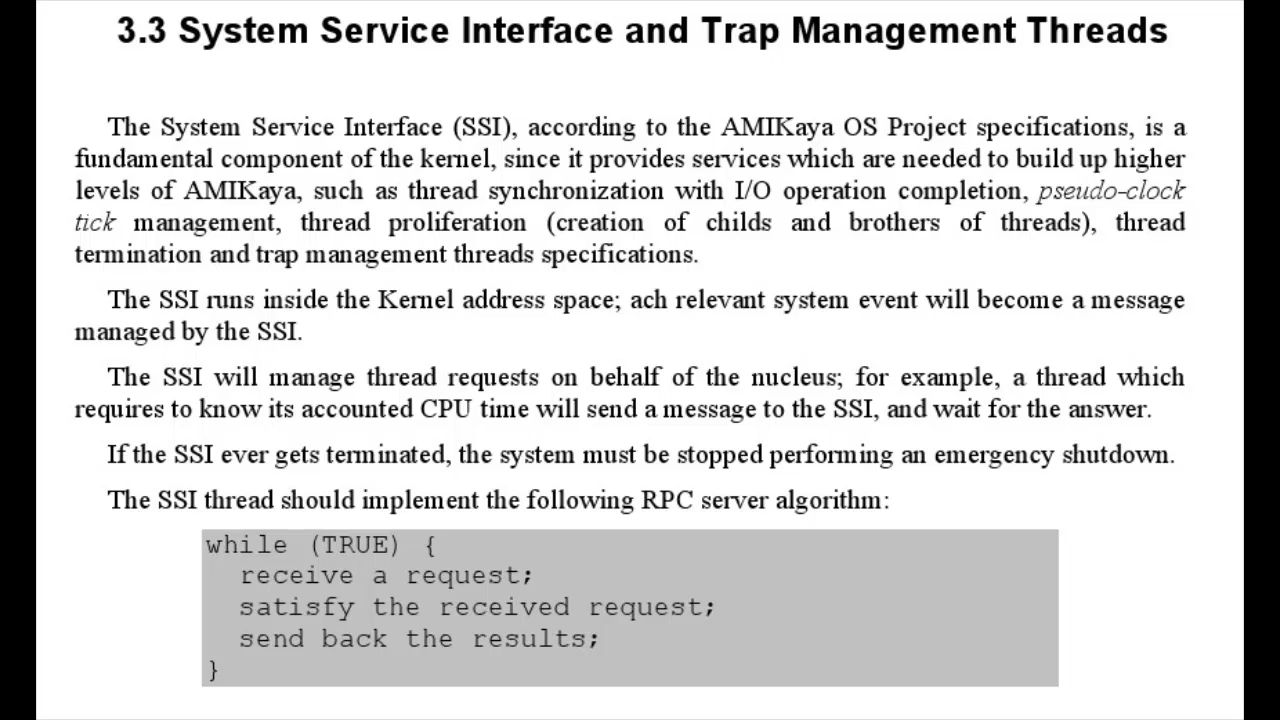 3.3 System Service Interface and Trap Management Threads
The System Service Interface (SSI), according to the AMIKaya OS Project specifications, is a
fundamental component of the kernel, since it provides services which are needed to build up higher
levels of AMIKaya, such as thread synchronization with I/O operation completion, pseudo-clock
tick management, thread proliferation (creation of childs and brothers of threads), thread
termination and trap management threads specifications.
The SSI runs inside the Kernel address space; ach relevant system event will become a message
managed by the SSI.
The SSI will manage thread requests on behalf of the nucleus; for example, a thread which
requires to know its accounted CPU time will send a message to the SSI, and wait for the answer.
If the SSI ever gets terminated, the system must be stopped performing an emergency shutdown.
The SSI thread should implement the following RPC server algorithm:
while (TRUE) {
receive a request;
satisfy the received request;
send back the results;
}